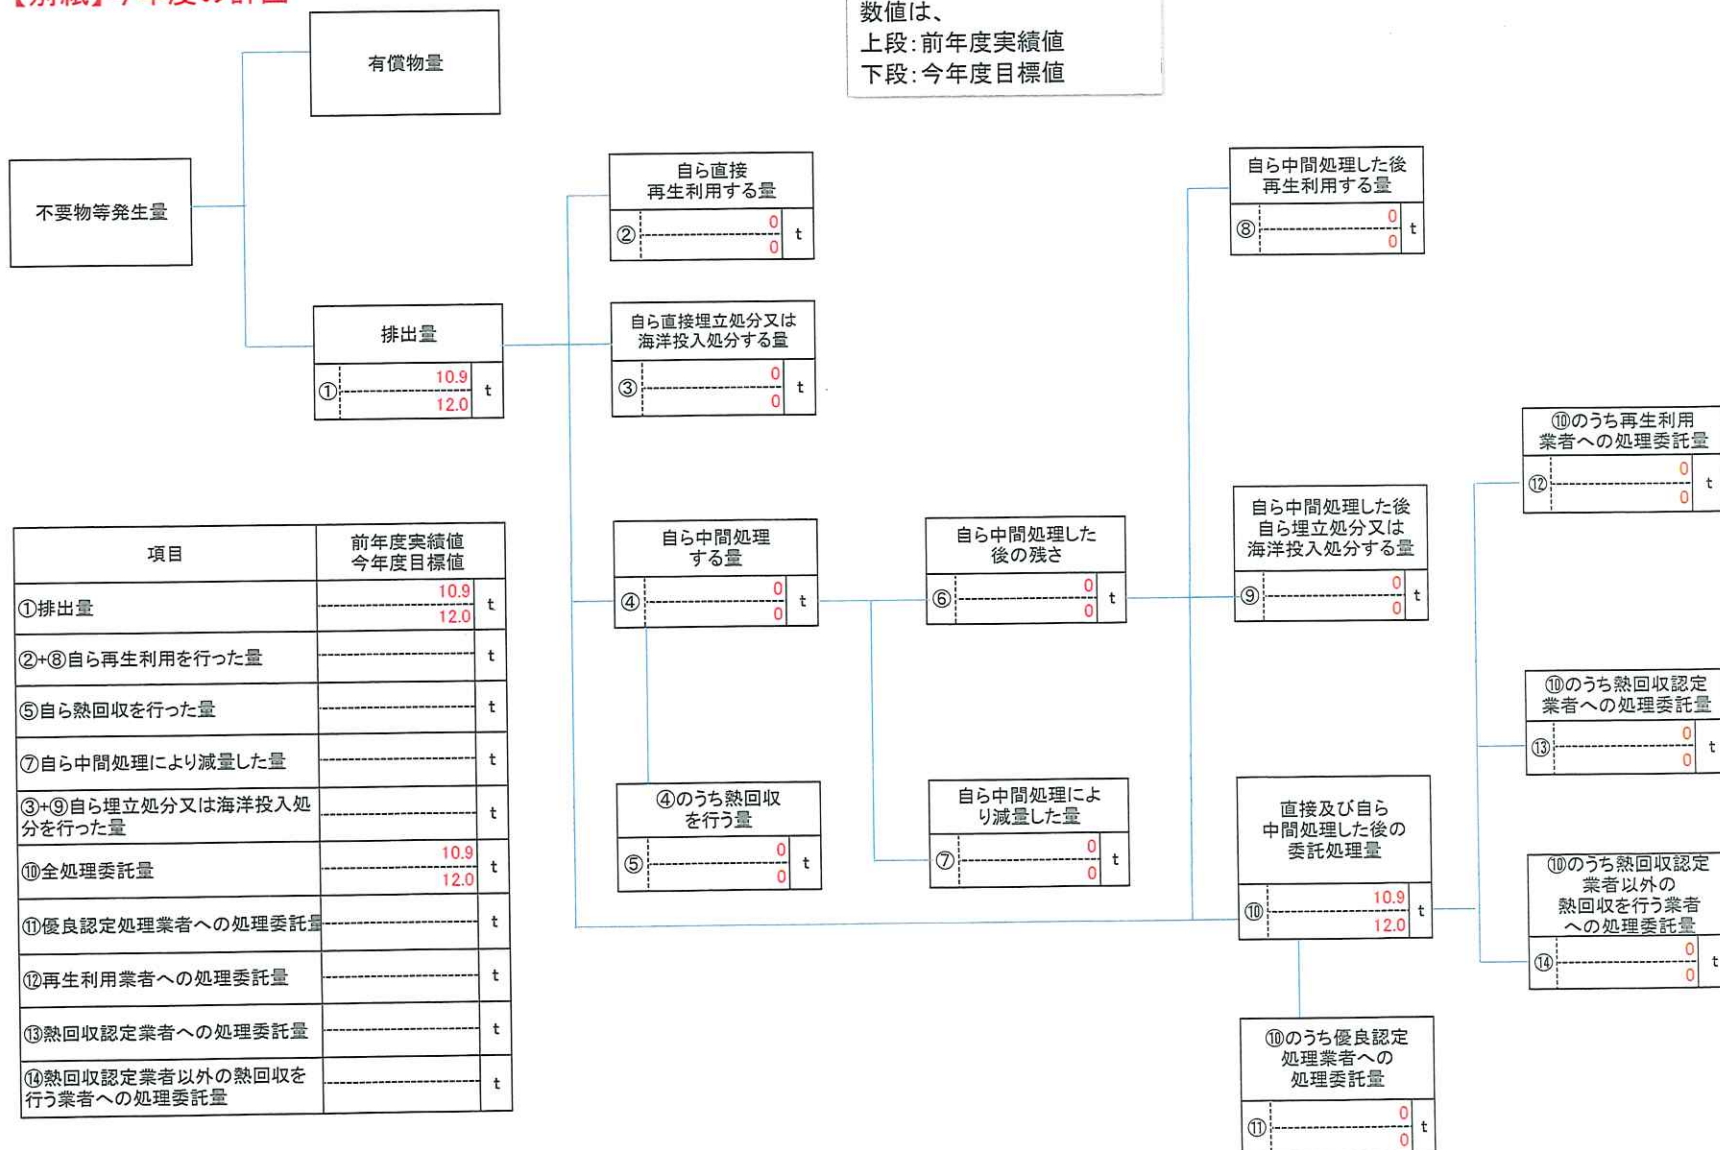 数値は、
上段:前年度実績値
下段:今年度目標値
有償物量
不要物等発生量
排出量
① 10.9 t
12.0
自ら直接
再生利用する量
② 0 t
0
自ら直接埋立処分又は
海洋投入処分する量
③ 0 t
0
自ら中間処理
する量
④ 0 t
0
④のうち熱回収
を行う量
⑤ 0 t
0
自ら中間処理した
後の残さ
⑥ 0 t
0
自ら中間処理によ
り減量した量
⑦ 0 t
0
自ら中間処理した後
再生利用する量
⑧ 0 t
0
自ら中間処理した後
自ら埋立処分又は
海洋投入処分する量
⑨ 0 t
0
直接及び自ら
中間処理した後の
委託処理量
⑩ 10.9 t
12.0
⑩のうち優良認定
処理業者への
処理委託量
⑪ 0 t
0
⑩のうち再生利用
業者への処理委託量
⑫ 0 t
0
⑩のうち熱回収認定
業者への処理委託量
⑬ 0 t
0
⑩のうち熱回収認定
業者以外の
熱回収を行う業者
への処理委託量
⑭ 0 t
0
項目 前年度実績値
今年度目標値
①排出量 10.9 t
12.0
②+⑧自ら再生利用を行った量 t
⑤自ら熱回収を行った量 t
⑦自ら中間処理により減量した量 t
③+⑨自ら埋立処分又は海洋投入処
分を行った量 t
⑩全処理委託量 10.9 t
12.0
⑪優良認定処理業者への処理委託量 t
⑫再生利用業者への処理委託量 t
⑬熱回収認定業者への処理委託量 t
⑭熱回収認定業者以外の熱回収を
行う業者への処理委託量 t